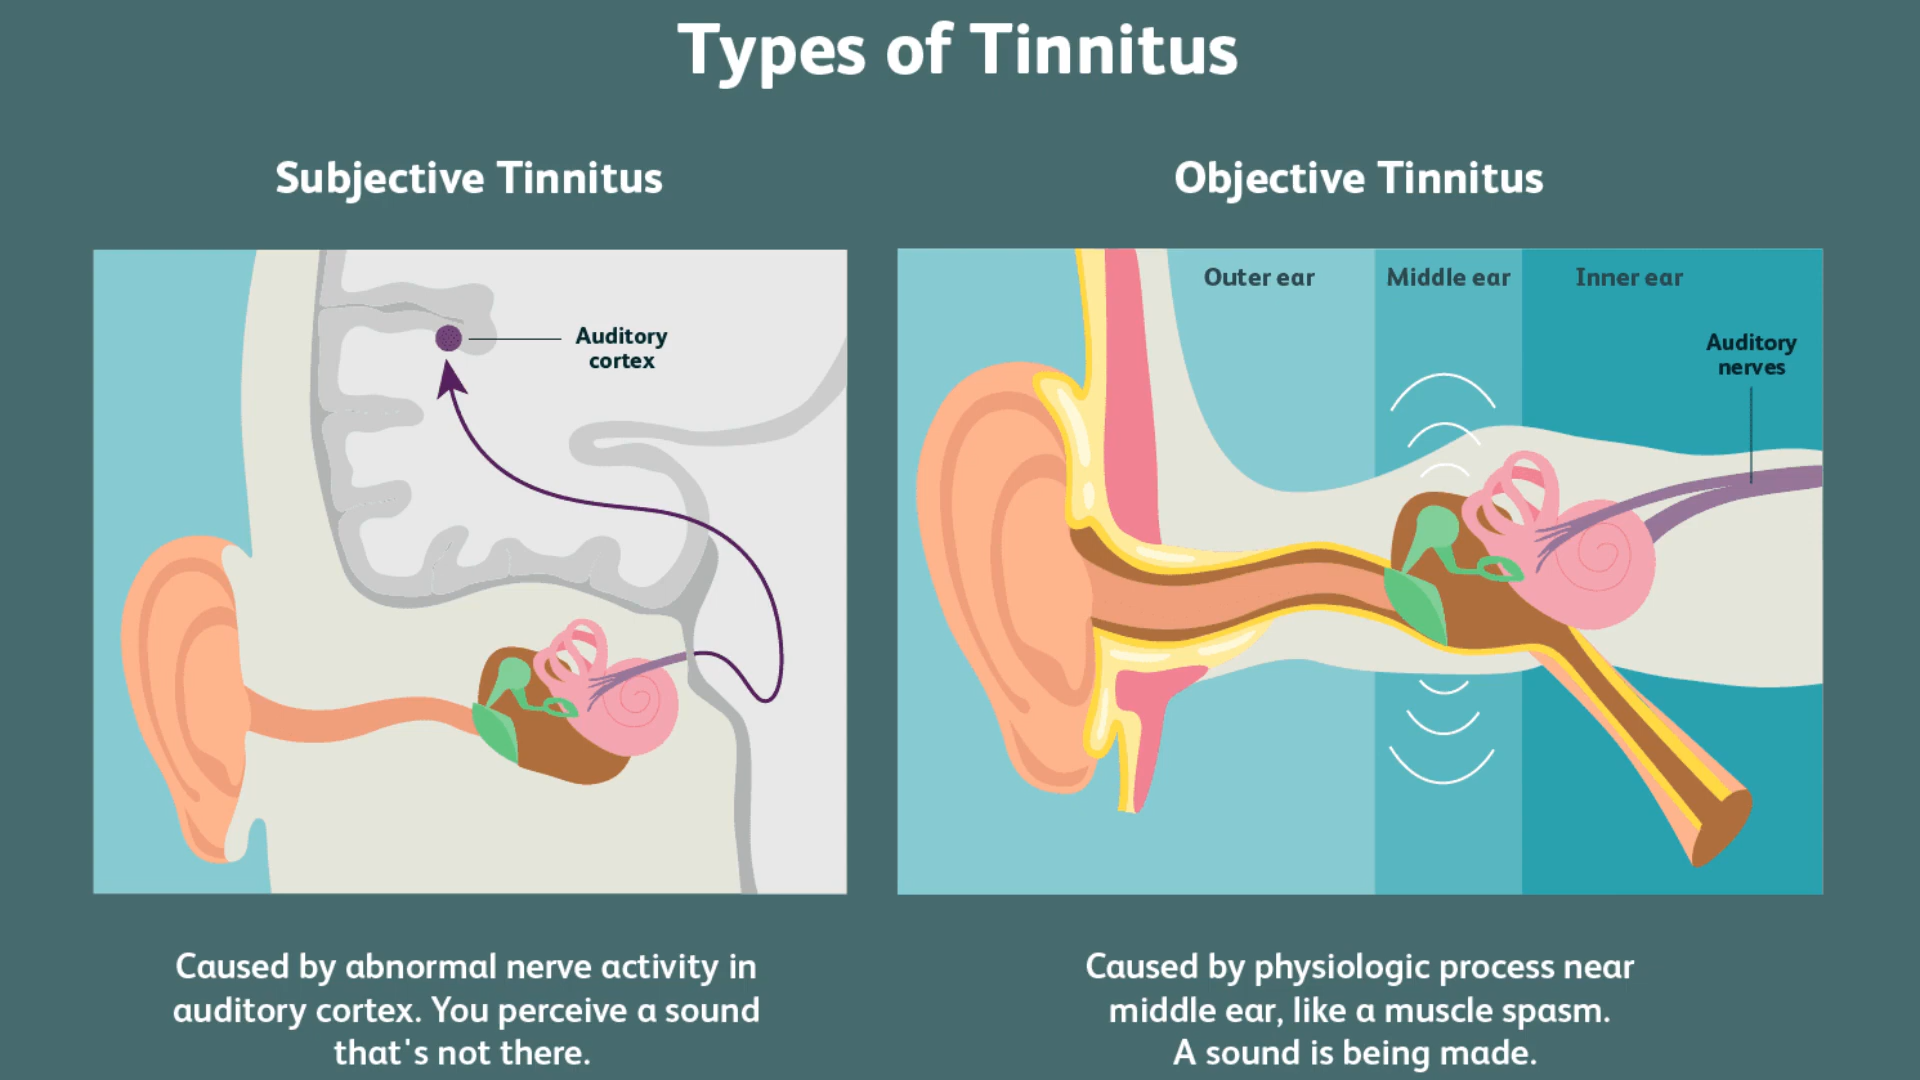 Types of Tinnitus
Subjective Tinnitus
Auditory
cortex
Caused by abnormal nerve activity in
auditory cortex. You perceive a sound
that's not there.
Objective Tinnitus
Outer ear
Middle ear
Inner ear
Auditory
nerves
Caused by physiologic process near
middle ear, like a muscle spasm.
A sound is being made.